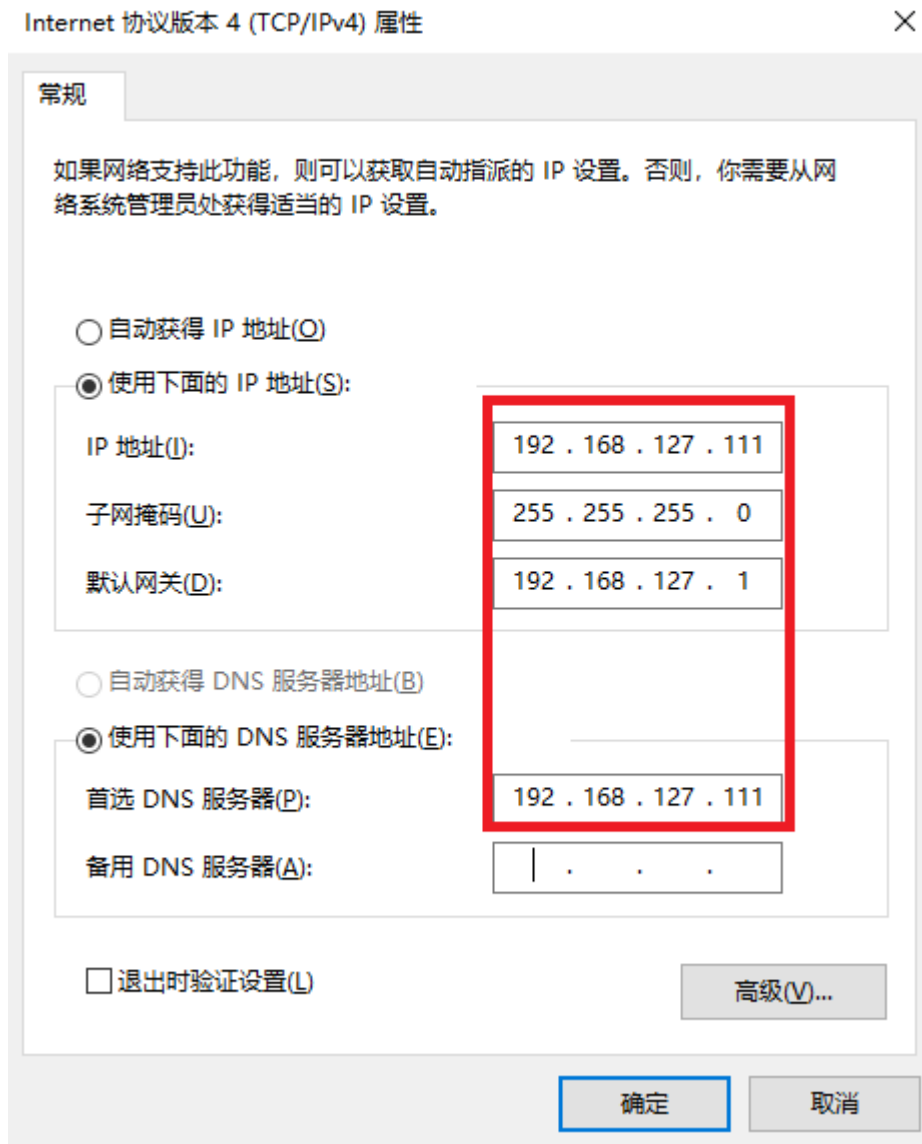 Internet 协议版本 4 (TCP/IPv4) 属性
常规
如果网络支持此功能，则可以获取自动指派的 IP 设置。否则，你需要从网
络系统管理员处获得适当的 IP 设置。
自动获得 IP 地址(O)
使用下面的 IP 地址(S):
IP 地址(I): 192 . 168 . 127 . 111
子网掩码(U): 255 . 255 . 255 . 0
默认网关(D): 192 . 168 . 127 . 1
自动获得 DNS 服务器地址(B)
使用下面的 DNS 服务器地址(E):
首选 DNS 服务器(P): 192 . 168 . 127 . 111
备用 DNS 服务器(A): . . .
退出时验证设置(L)
高级(V)...
确定 取消